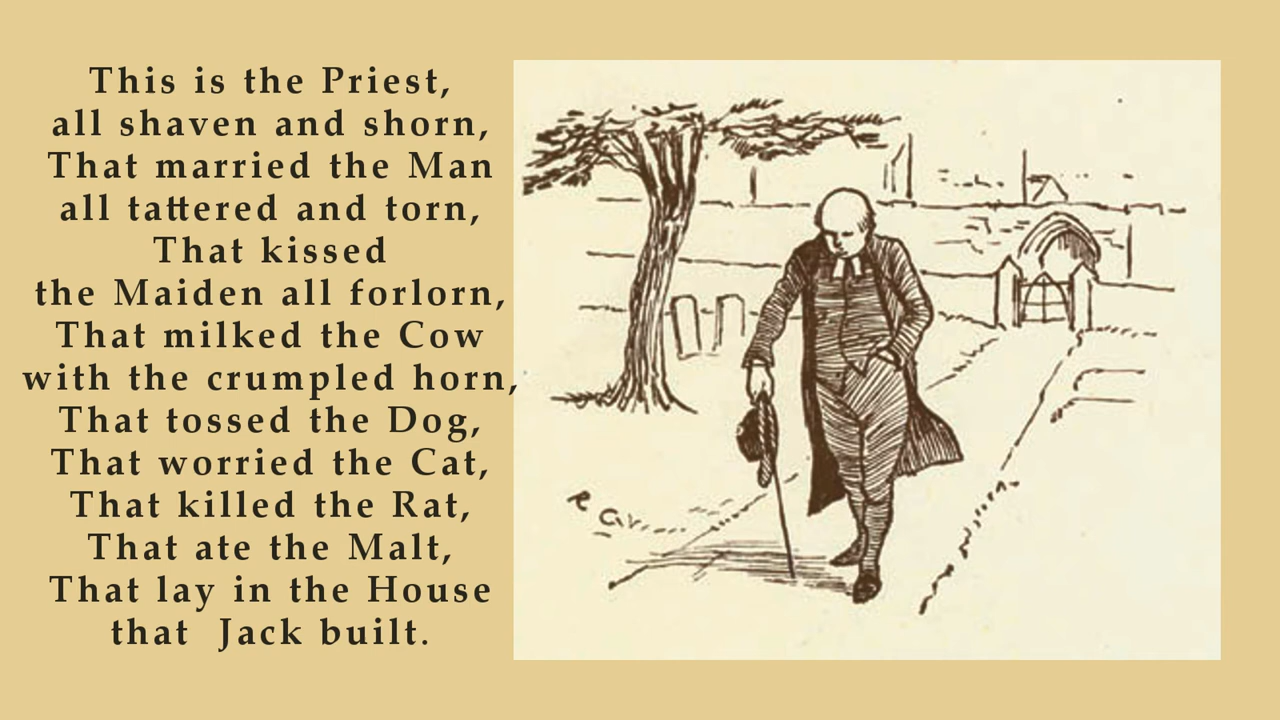 This is the Priest,
all shaven and shorn,
That married the Man
all tattered and torn,
That kissed
the Maiden all forlorn,
That milked the Cow
with the crumpled horn,
That tossed the Dog,
That worried the Cat,
That killed the Rat,
That ate the Malt,
That lay in the House
that Jack built.